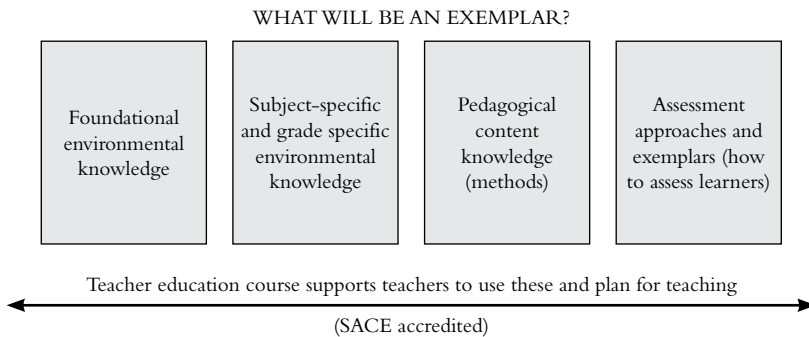 WHAT WILL BE AN EXEMPLAR?
Foundational
environmental
knowledge
Subject-specific
and grade specific
environmental
knowledge
Pedagogical
content
knowledge
(methods)
Assessment
approaches and
exemplars (how
to assess learners)
Teacher education course supports teachers to use these and plan for teaching
(SACE accredited)